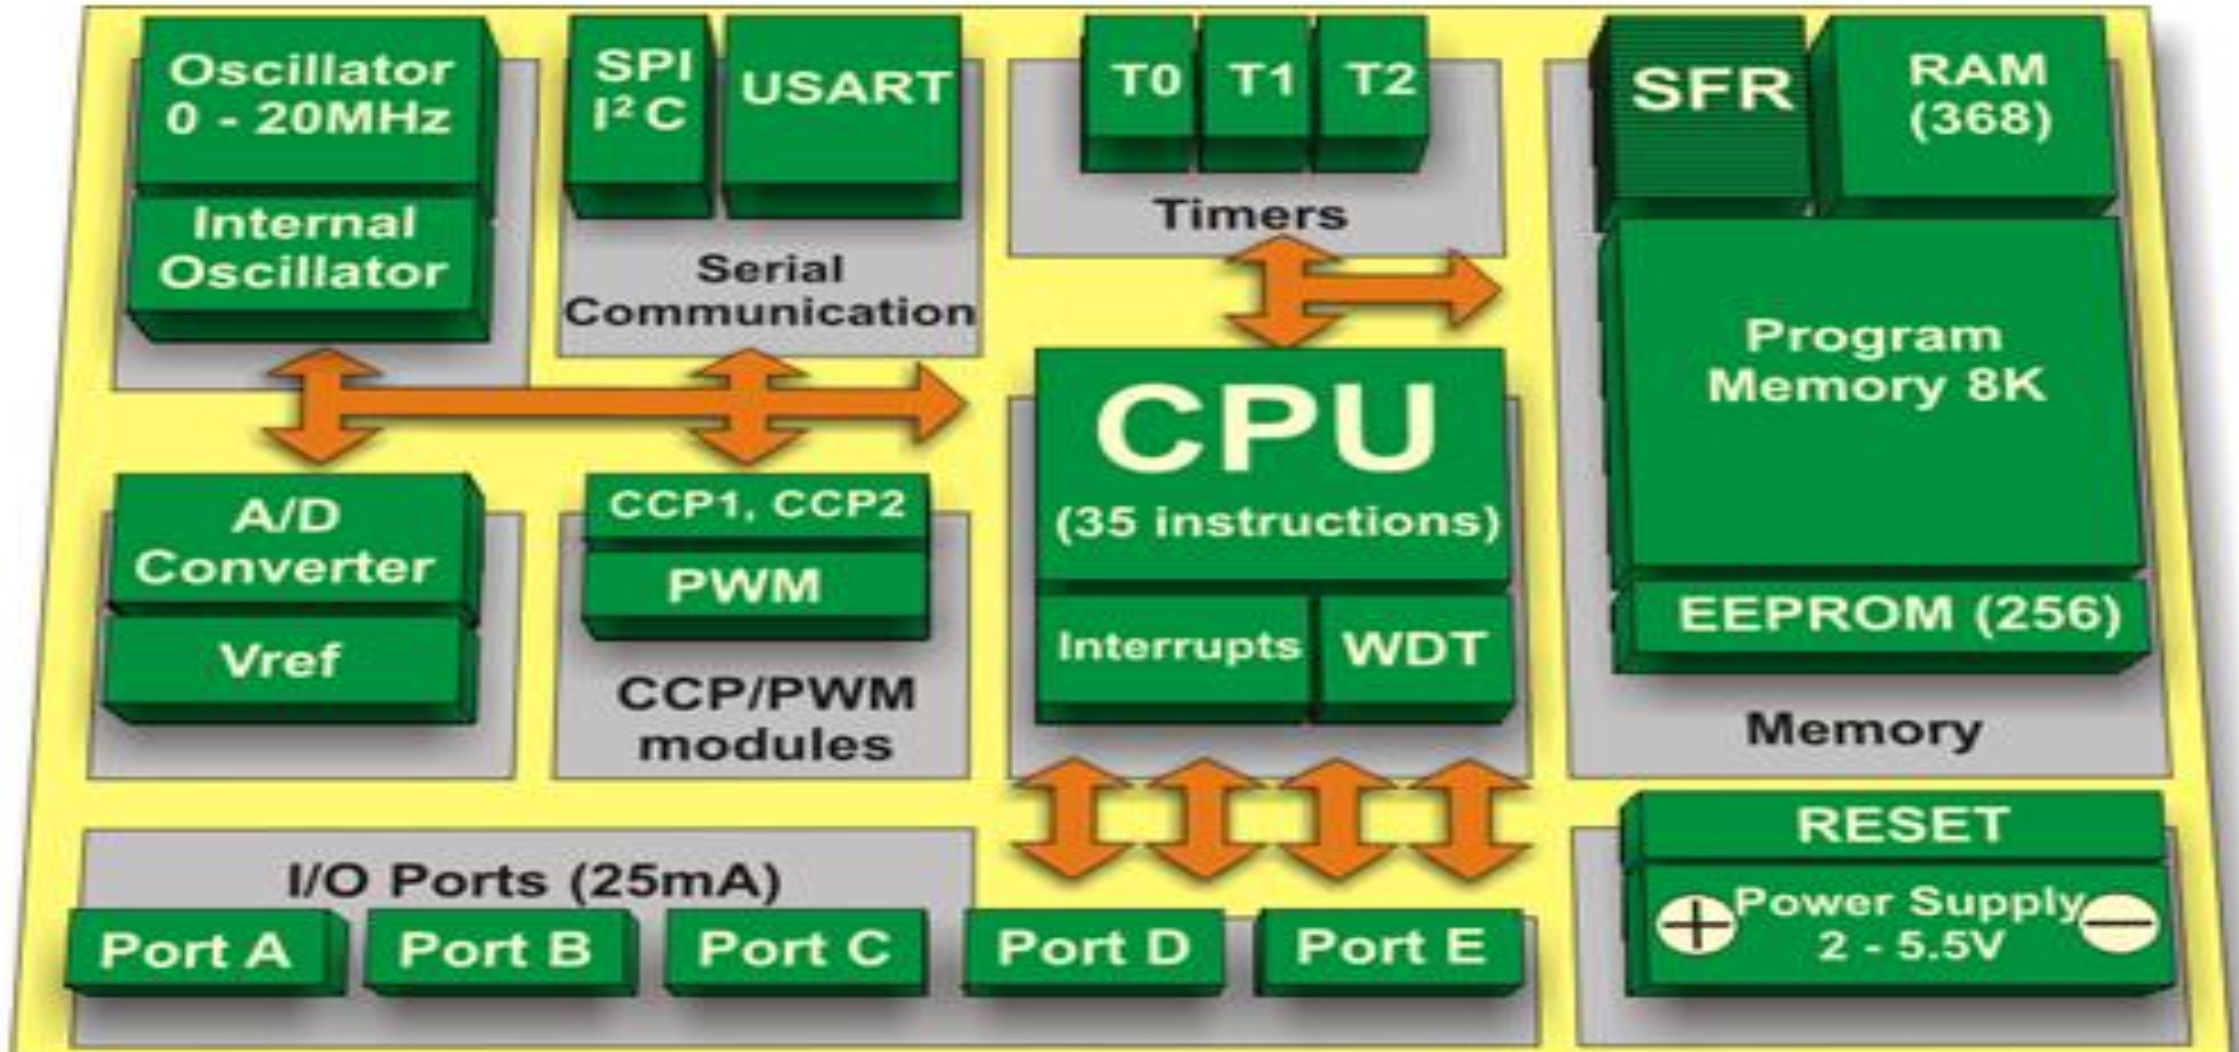 Oscillator
0 - 20MHz
Internal
Oscillator
SPI
I² C
USART
Serial
Communication
T0
T1
T2
Timers
SFR
RAM
(368)
Program
Memory 8K
EEPROM (256)
Memory
A/D
Converter
Vref
CCP1, CCP2
PWM
CCP/PWM
modules
CPU
(35 instructions)
Interrupts
WDT
I/O Ports (25mA)
Port A
Port B
Port C
Port D
Port E
RESET
+
Power Supply
2 - 5.5V
−